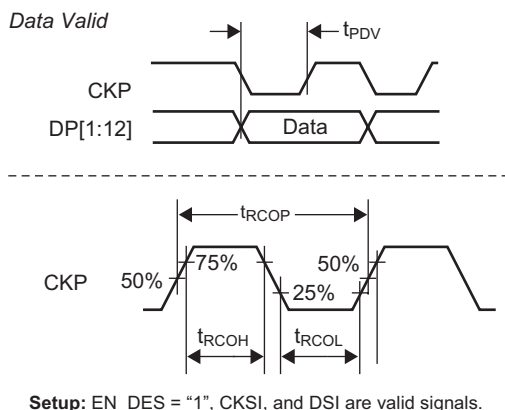 Data Valid
tPDV
CKP
DP[1:12]
Data
tRCOP
75%
50%
50%
CKP
25%
tRCOH
tRCOL
Setup: EN_DES = “1”, CKSI, and DSI are valid signals.